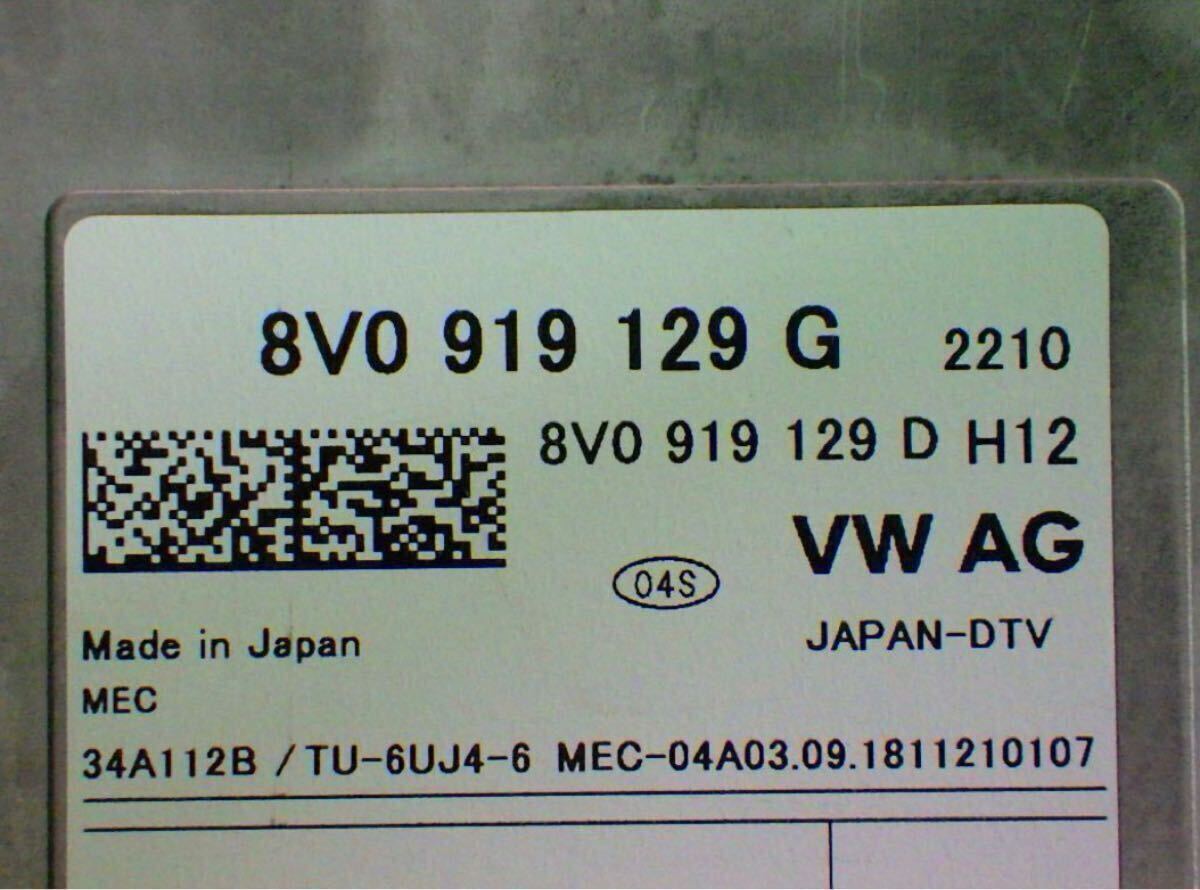 8V0 919 129 G 2210
8V0 919 129 D H12
VW AG
04S
Made in Japan JAPAN-DTV
MEC
34A112B / TU-6UJ4-6 MEC-04A03.09.1811210107